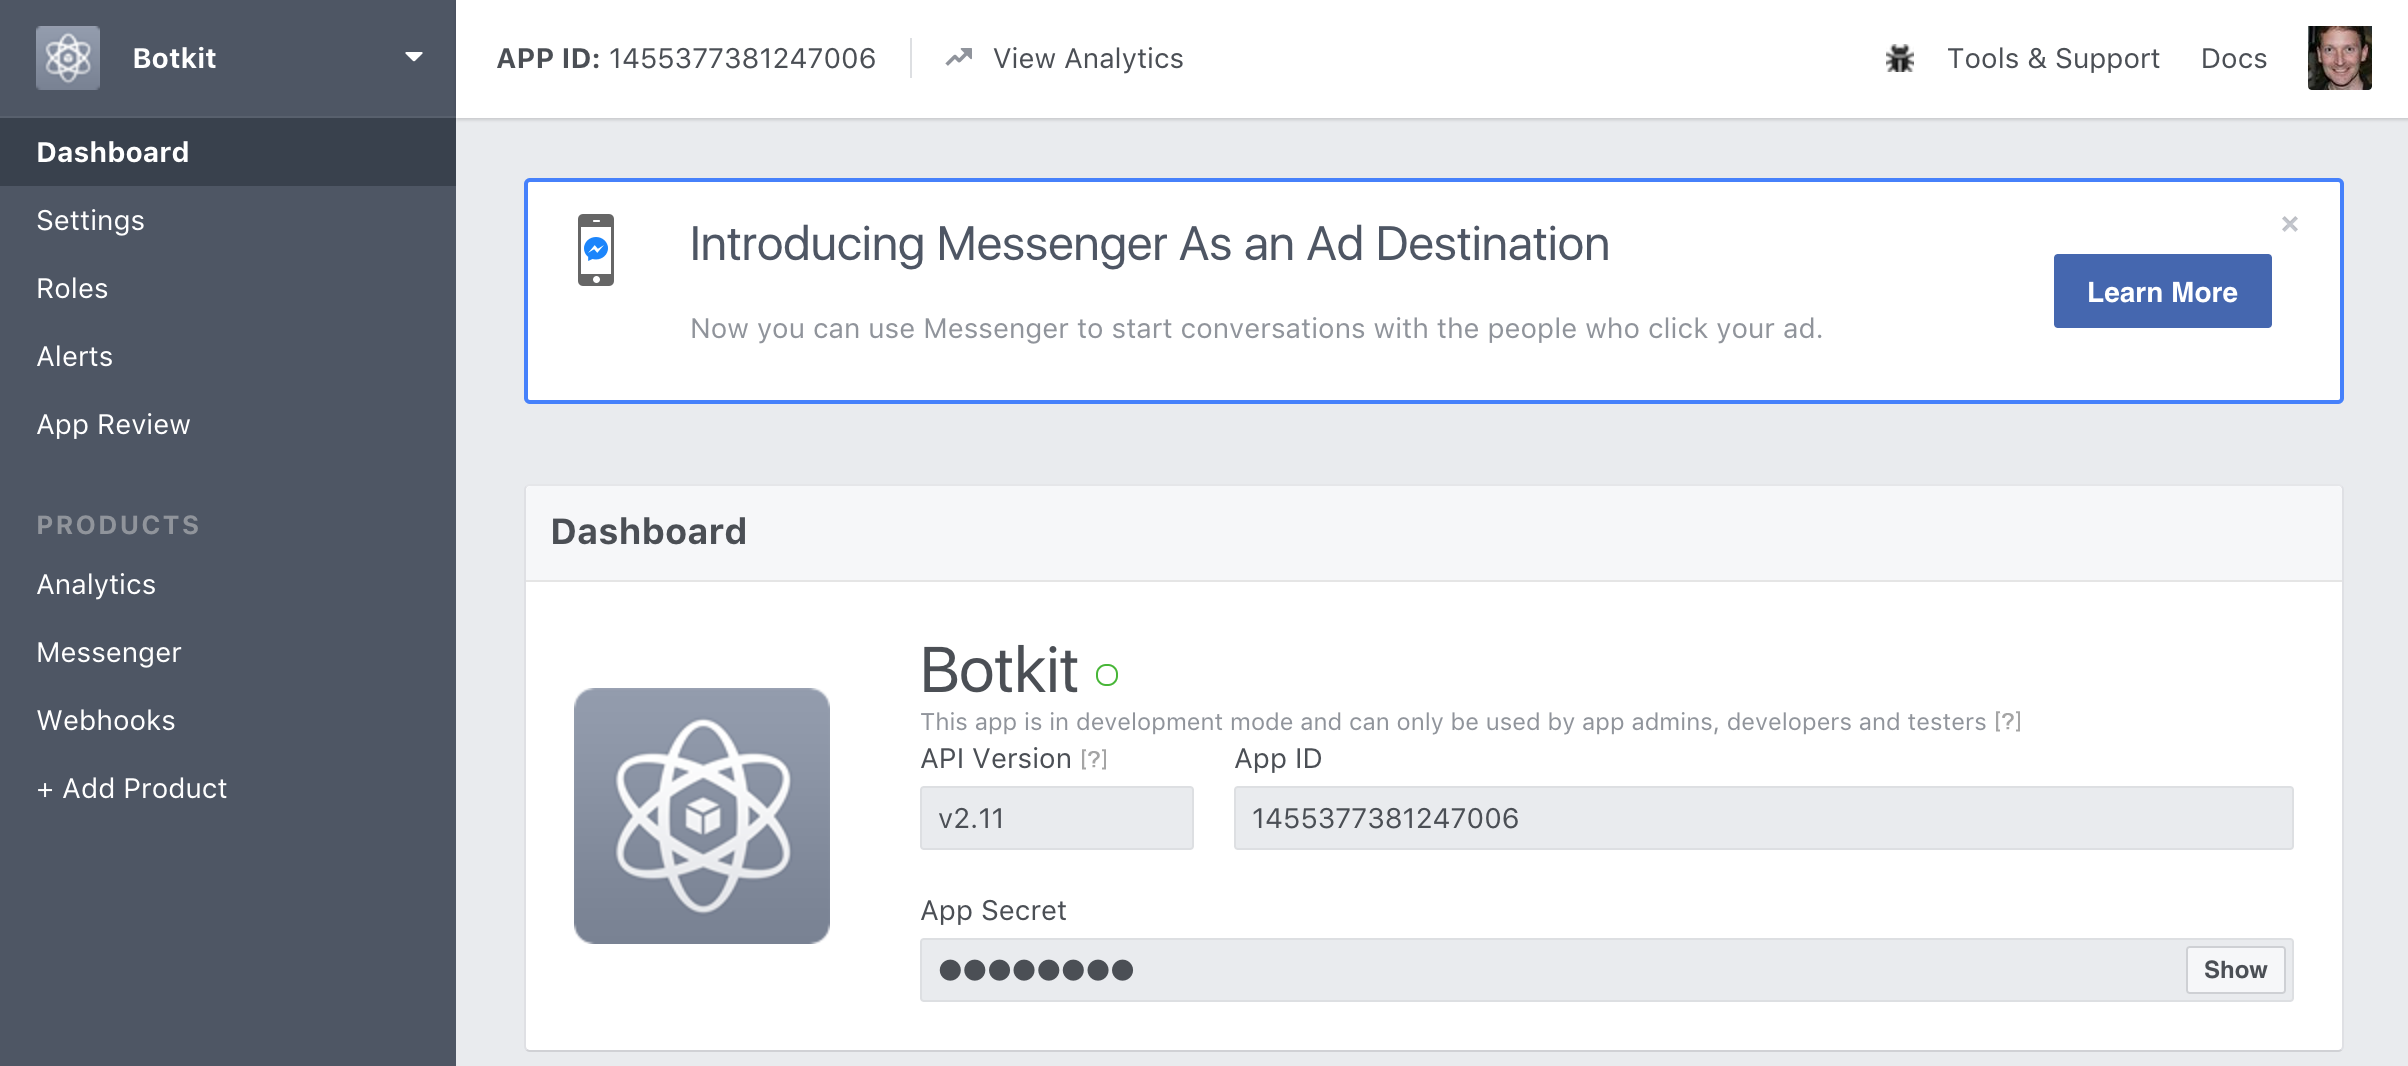 Botkit
APP ID: 1455377381247006
View Analytics
Tools & Support
Docs
Dashboard
Settings
Roles
Alerts
App Review
PRODUCTS
Analytics
Messenger
Webhooks
+ Add Product
Introducing Messenger As an Ad Destination
Now you can use Messenger to start conversations with the people who click your ad.
Learn More
Dashboard
Botkit
This app is in development mode and can only be used by app admins, developers and testers [?]
API Version [?]
App ID
v2.11
1455377381247006
App Secret
●●●●●●●●
Show